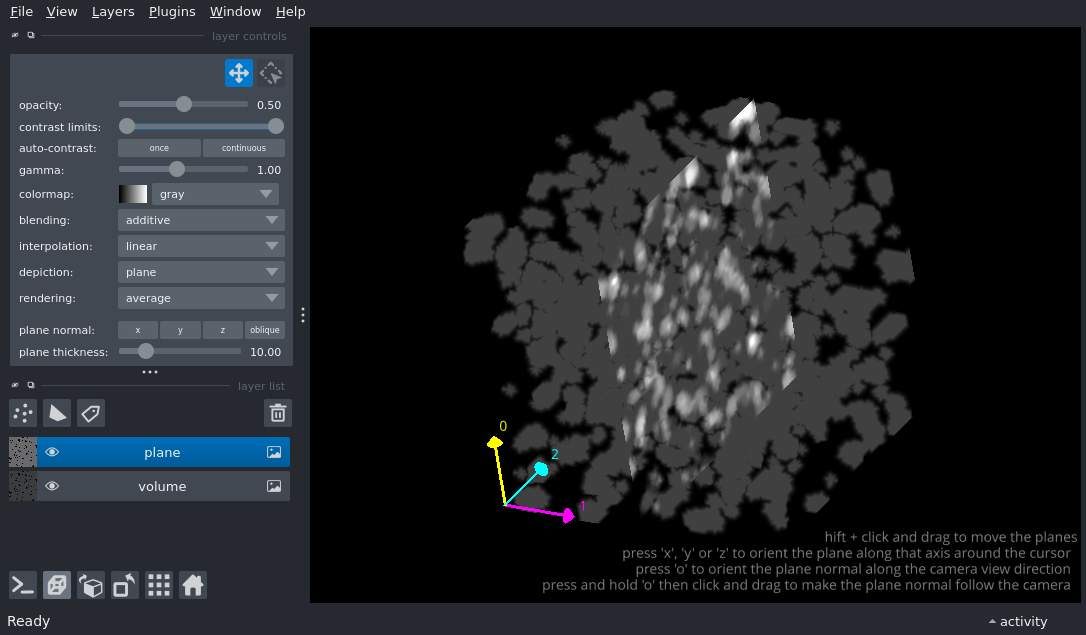 File View Layers Plugins Window Help
layer controls
opacity: 0.50
contrast limits:
auto-contrast: once continuous
gamma: 1.00
colormap: gray
blending: additive
interpolation: linear
depiction: plane
rendering: average
plane normal: x y z oblique
plane thickness: 10.00
layer list
plane
volume
0
2
1
hift + click and drag to move the planes
press 'x', 'y' or 'z' to orient the plane along that axis around the cursor
press 'o' to orient the plane normal along the camera view direction
press and hold 'o' then click and drag to make the plane normal follow the camera
Ready activity